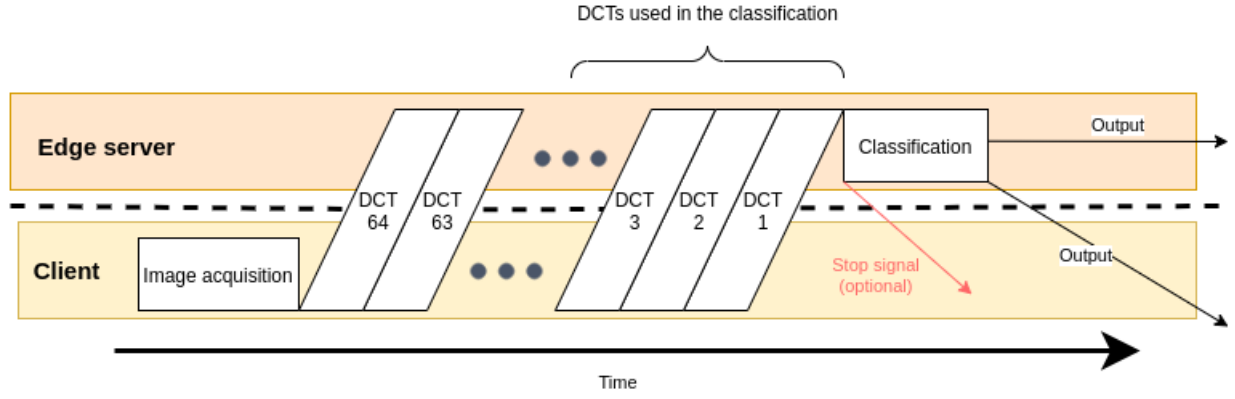 DCTs used in the classification
Edge server
Classification
Output
DCT
64
DCT
63
DCT
3
DCT
2
DCT
1
Client
Image acquisition
Stop signal
(optional)
Output
Time